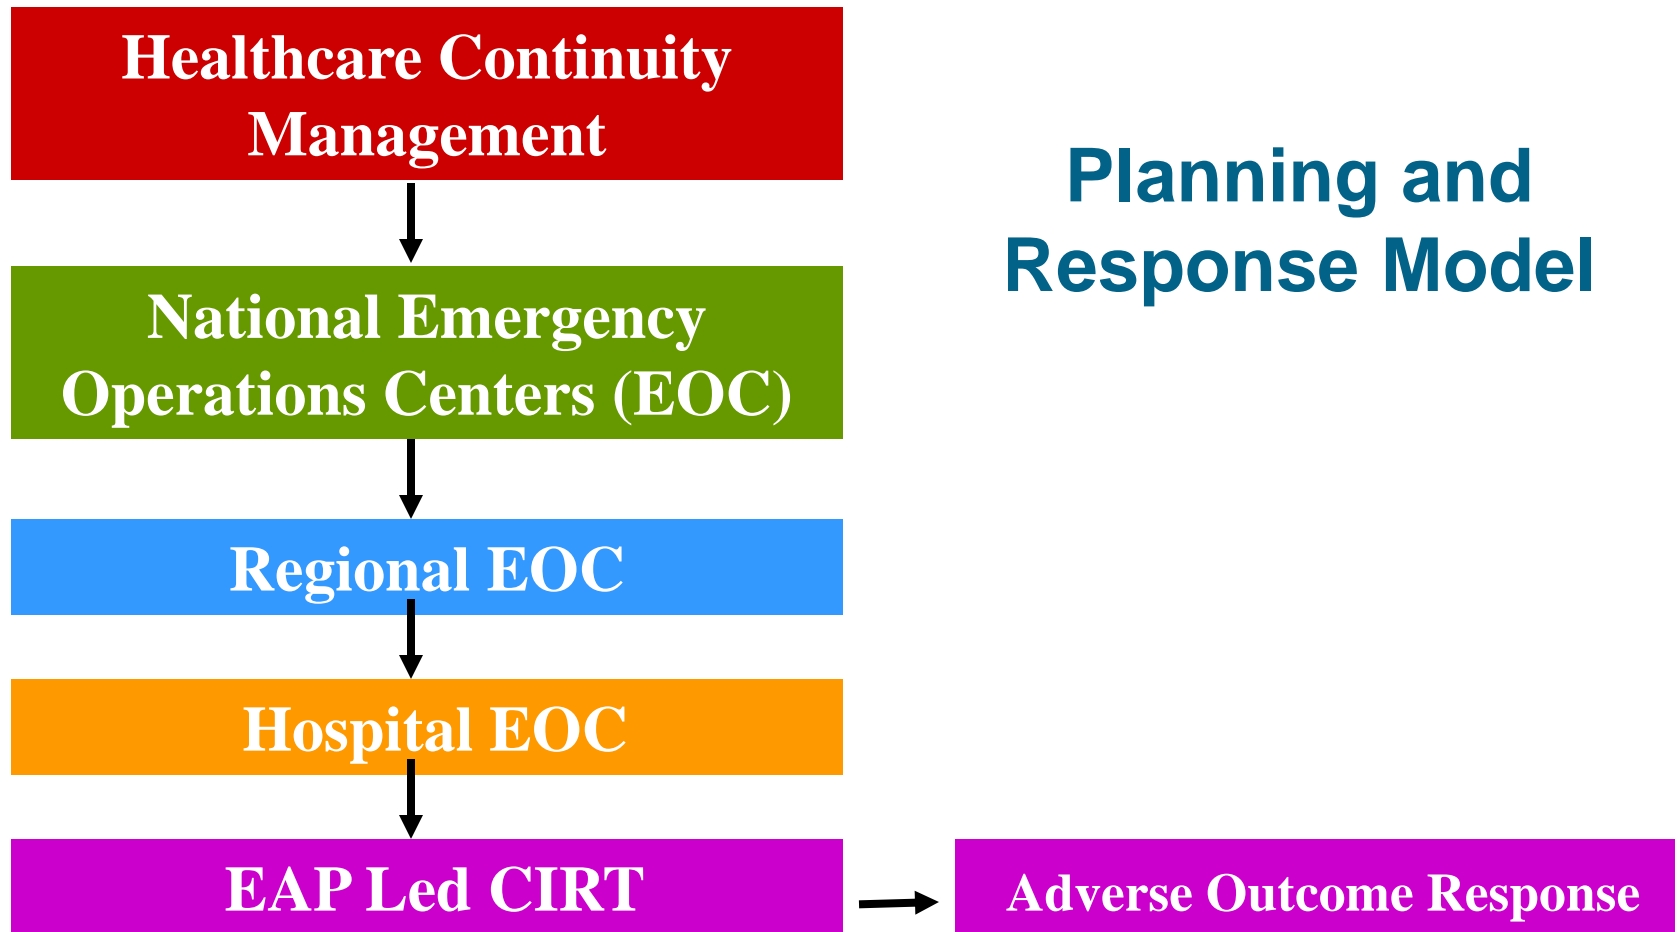 Healthcare Continuity
Management
Planning and
Response Model
National Emergency
Operations Centers (EOC)
Regional EOC
Hospital EOC
EAP Led CIRT
Adverse Outcome Response